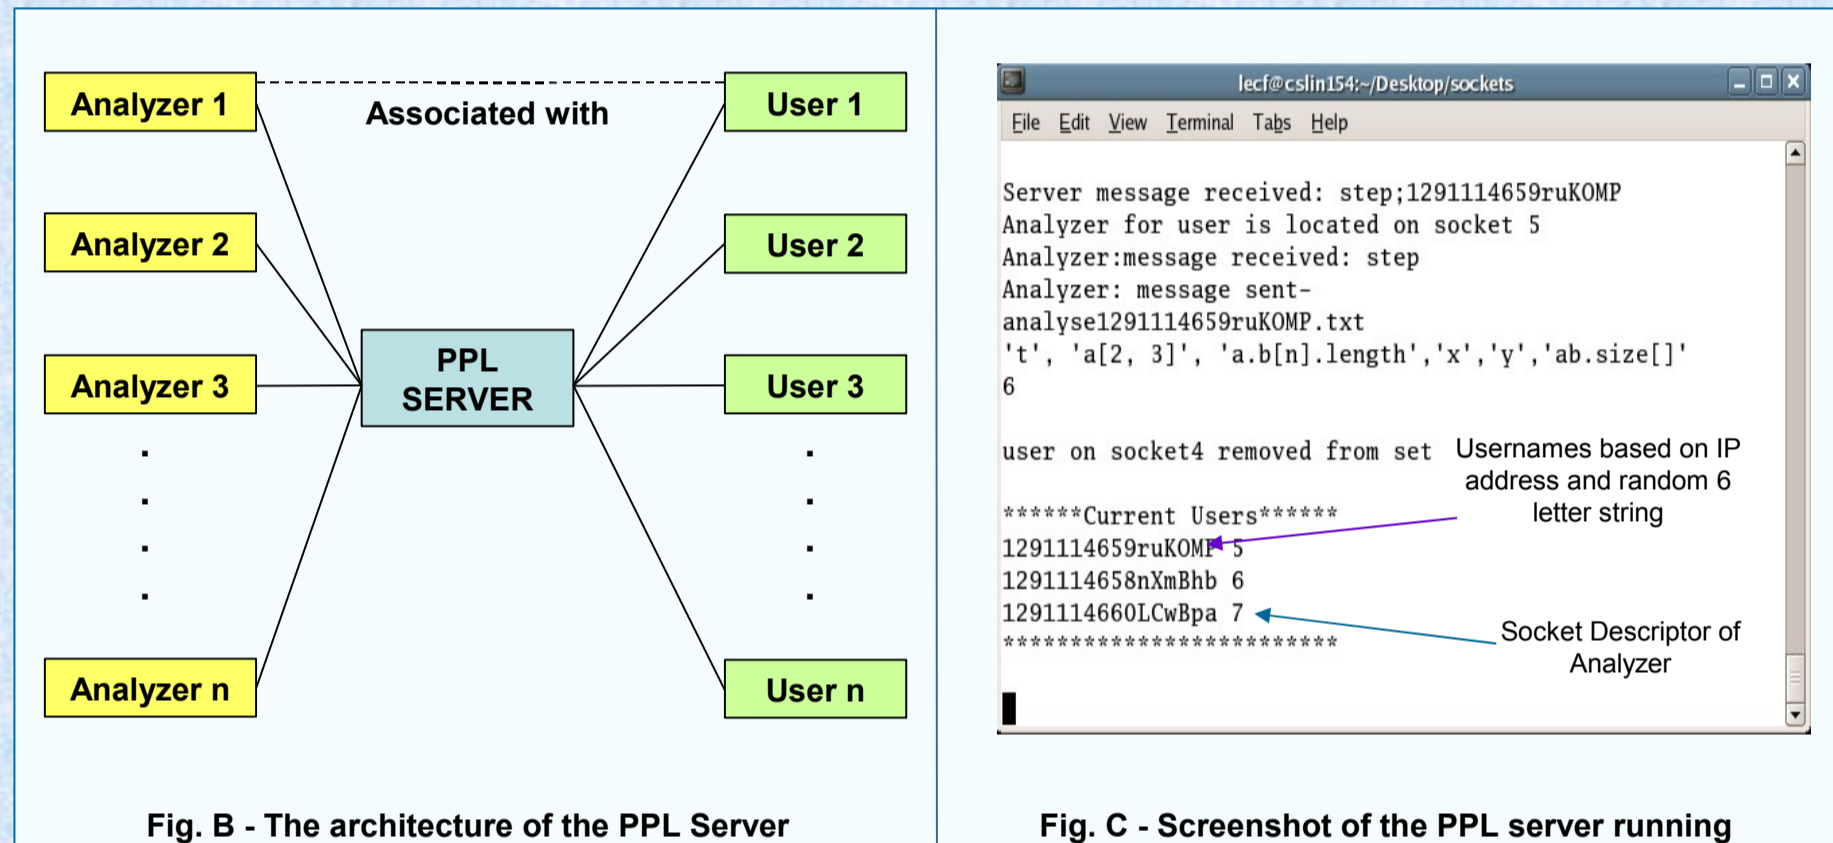 Analyzer 1
Associated with
User 1
Analyzer 2
User 2
Analyzer 3
PPL
SERVER
User 3
Analyzer n
User n
Fig. B - The architecture of the PPL Server
lecf@cslin154:~/Desktop/sockets
File Edit View Terminal Tabs Help
Server message received: step;1291114659ruKOMP
Analyzer for user is located on socket 5
Analyzer:message received: step
Analyzer: message sent-
analyse1291114659ruKOMP.txt
't', 'a[2, 3]', 'a.b[n].length','x','y','ab.size[]'
6
user on socket4 removed from set
Usernames based on IP
address and random 6
letter string
******Current Users******
1291114659ruKOMP 5
1291114658nXmBhb 6
1291114660LCwBpa 7
*************************
Socket Descriptor of
Analyzer
Fig. C - Screenshot of the PPL server running